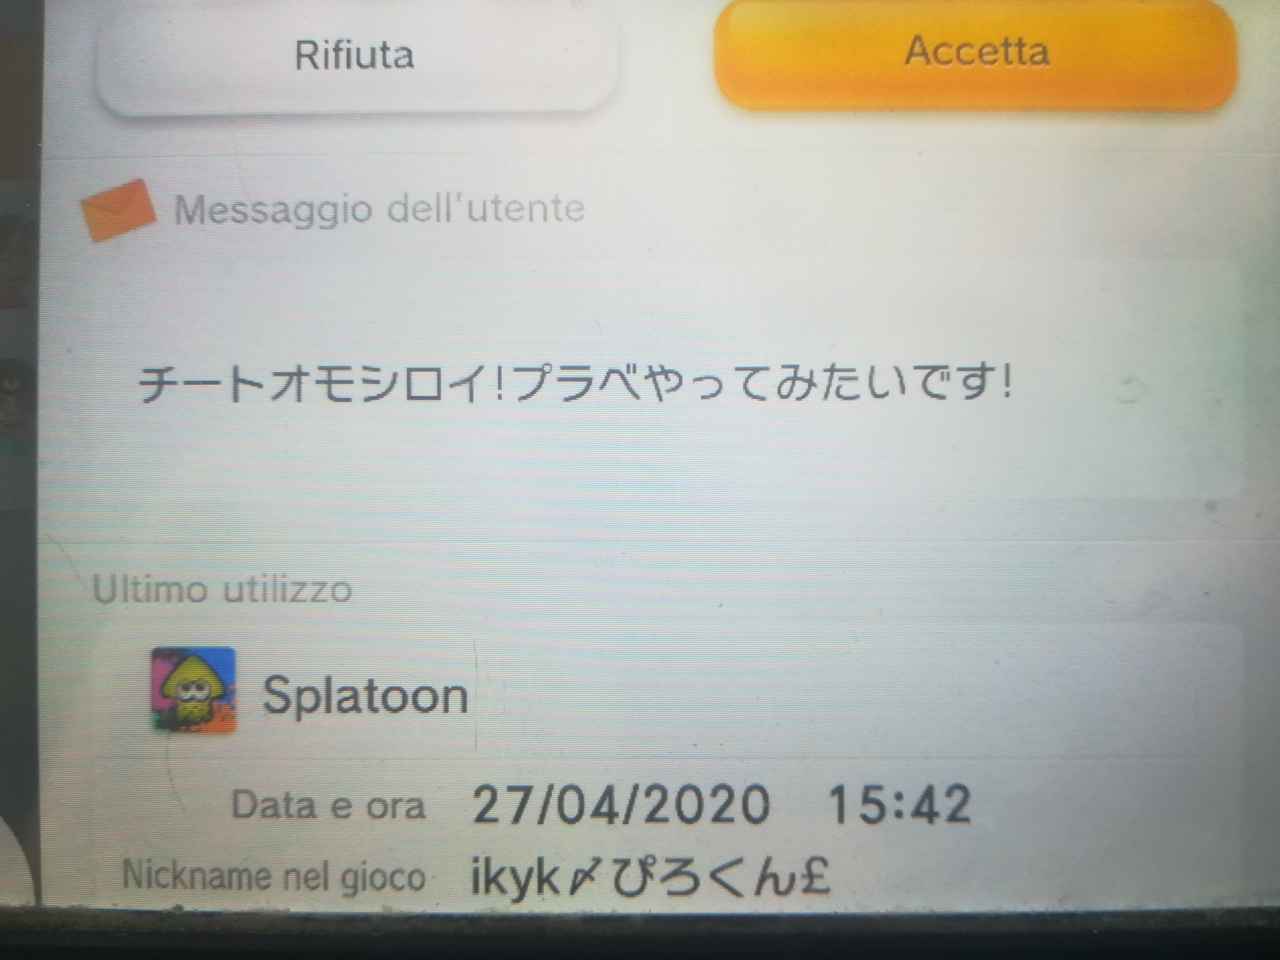 Rifiuta
Accetta
Messaggio dell'utente
チートオモシロイ!プラベやってみたいです!
Ultimo utilizzo
Splatoon
Data e ora 27/04/2020 15:42
Nickname nel gioco ikyk〆ぴろくん£